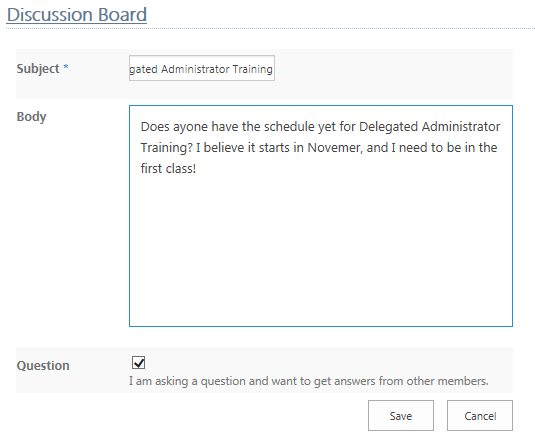 Discussion Board
Subject *
gated Administrator Training
Body
Does ayone have the schedule yet for Delegated Administrator
Training? I believe it starts in Novemer, and I need to be in the
first class!
Question
I am asking a question and want to get answers from other members.
Save Cancel